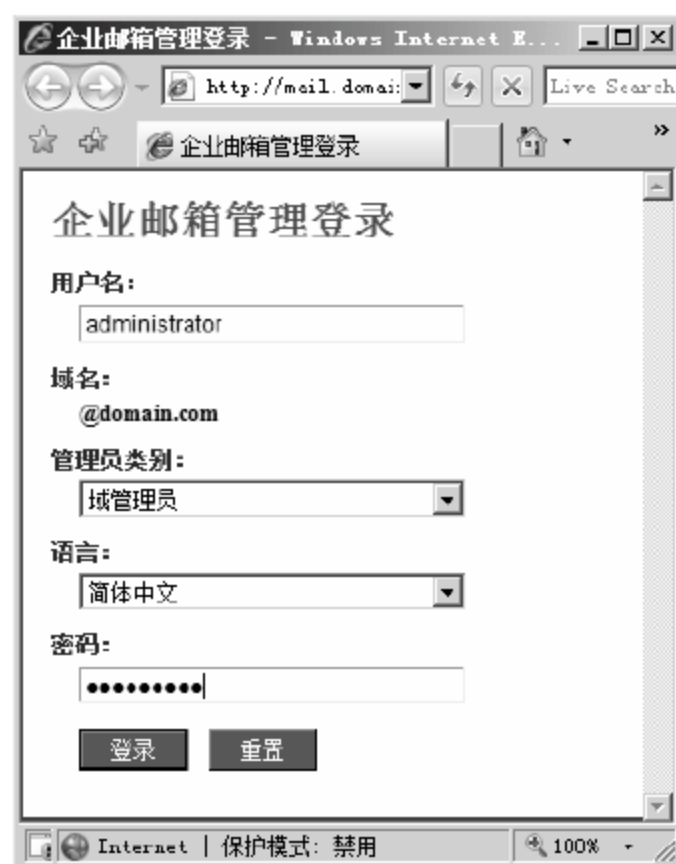 企业邮箱管理登录 - Windows Internet E...
http://mail.domai
Live Search
企业邮箱管理登录
»
企业邮箱管理登录
用户名:
administrator
域名:
@domain.com
管理员类别:
域管理员
语言:
简体中文
密码:
•••••••••
登录 重置
Internet | 保护模式: 禁用 100%